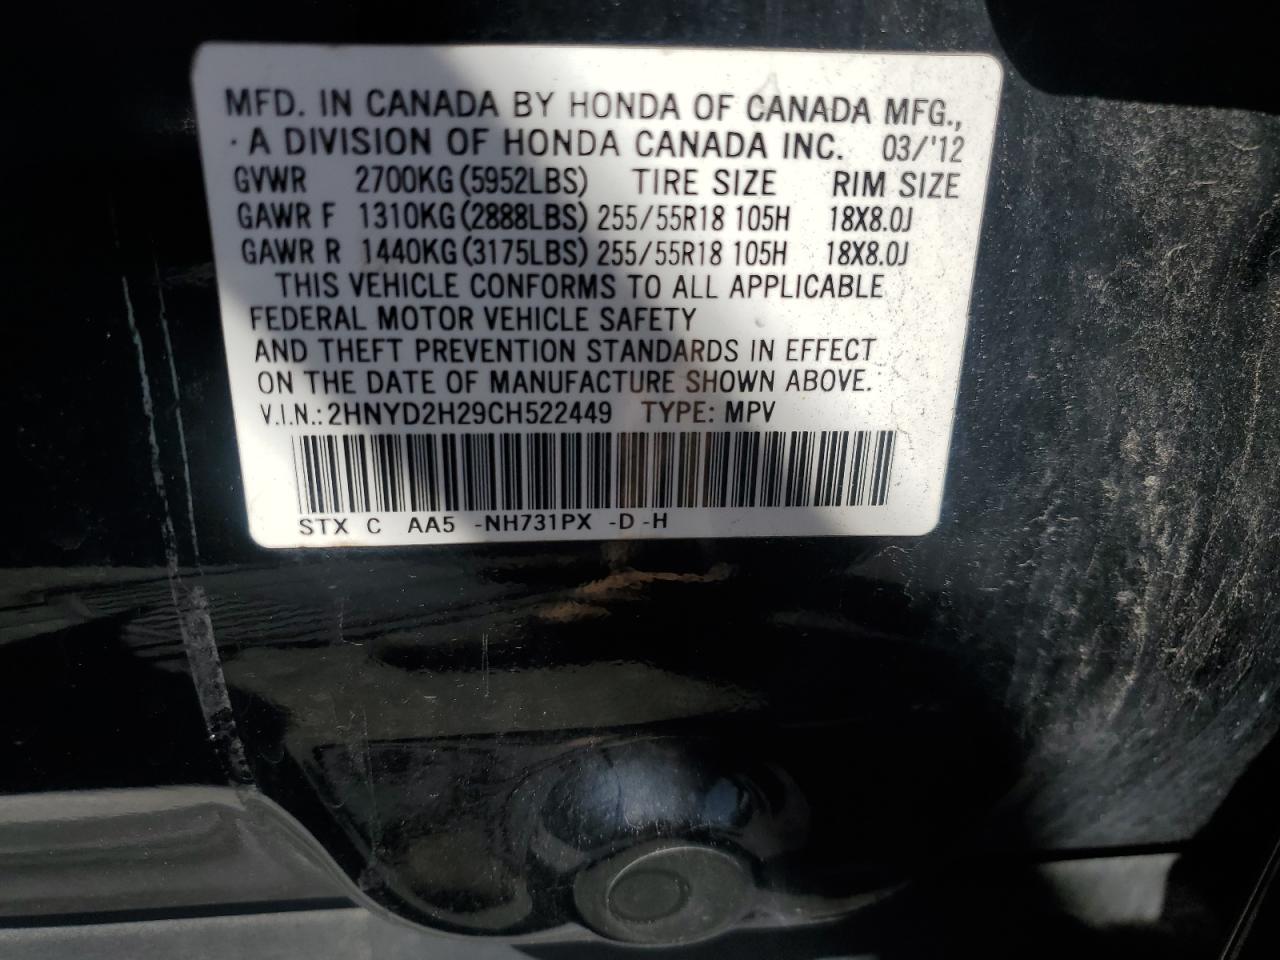 MFD. IN CANADA BY HONDA OF CANADA MFG.,
· A DIVISION OF HONDA CANADA INC. 03/'12
GVWR 2700KG (5952LBS) TIRE SIZE RIM SIZE
GAWR F 1310KG (2888LBS) 255/55R18 105H 18X8.0J
GAWR R 1440KG (3175LBS) 255/55R18 105H 18X8.0J
THIS VEHICLE CONFORMS TO ALL APPLICABLE
FEDERAL MOTOR VEHICLE SAFETY
AND THEFT PREVENTION STANDARDS IN EFFECT
ON THE DATE OF MANUFACTURE SHOWN ABOVE.
V.I.N.: 2HNYD2H29CH522449 TYPE: MPV
STX C AA5 -NH731PX -D -H